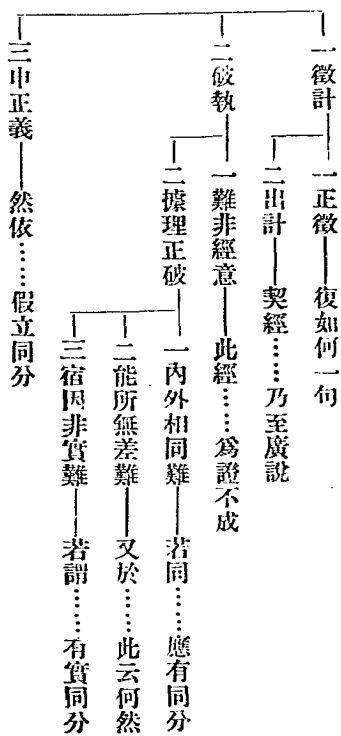 一徵計
一正徵——復如何一句
二出計——契經……乃至廣說
二破執
一難非經意——此經……爲證不成
二據理正破
一內外相同難——若同……應有同分
二能所無差難——又於……此云何然
三宿因非實難——若謂……有實同分
三申正義——然依……假立同分